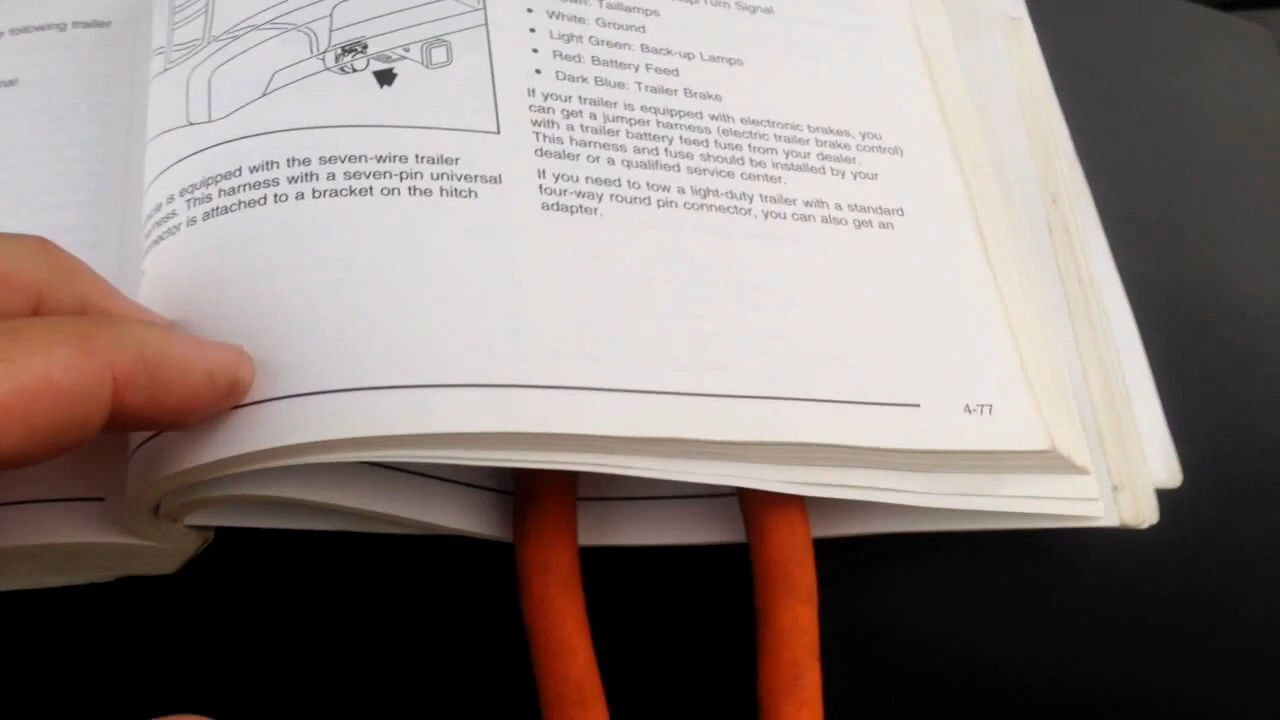 following trailer
is equipped with the seven-wire trailer
This harness with a seven-pin universal
is attached to a bracket on the hitch
Taillamps
Turn Signal
• White: Ground
• Light Green: Back-up Lamps
• Red: Battery Feed
• Dark Blue: Trailer Brake
If your trailer is equipped with electronic brakes, you
can get a jumper harness (electric trailer brake control)
with a trailer battery feed fuse from your dealer.
This harness and fuse should be installed by your
dealer or a qualified service center.
If you need to tow a light-duty trailer with a standard
four-way round pin connector, you can also get an
adapter.
4-77